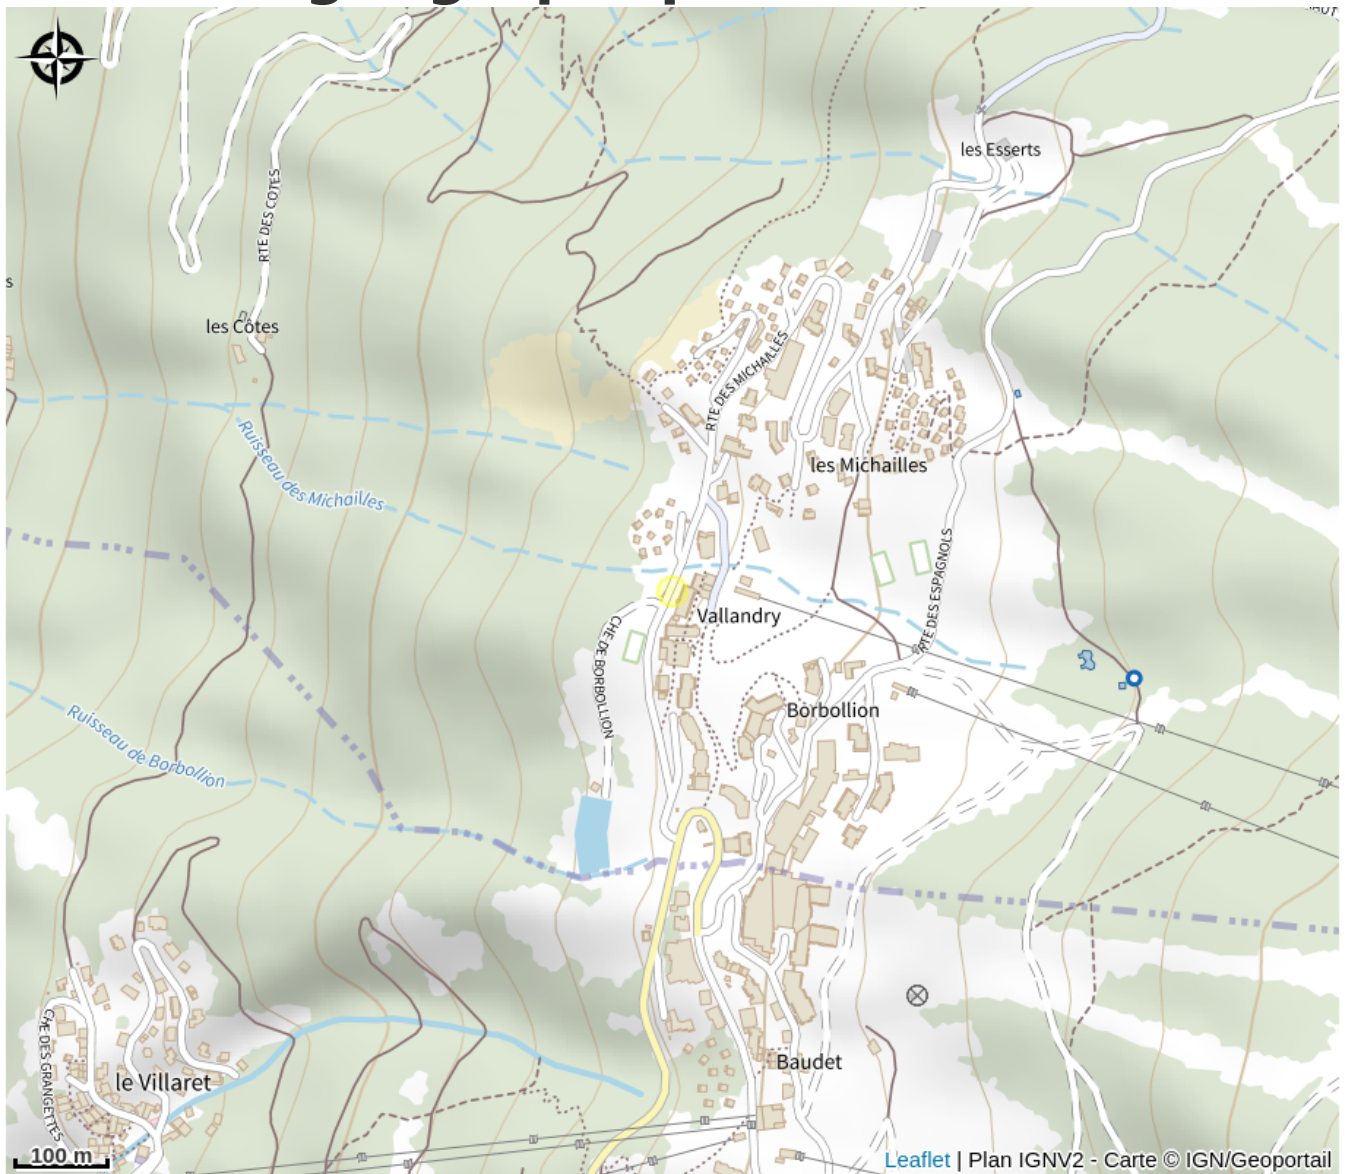 les Esserts
RTE DES COTES
les Côtes
RTE DES MICHAILLES
Ruisseau des Michailles
les Michailles
RTE DES ESPAGNOLS
Vallandry
CHE DE BORBOLLION
Borbollion
Ruisseau de Borbollion
Baudet
le Villaret
CHE DES GRANGETTES
100 m
Leaflet | Plan IGNV2 - Carte © IGN/Geoportail